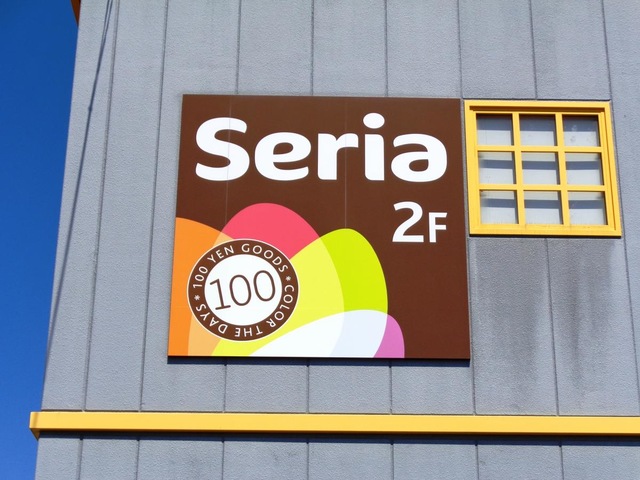 Seria
2F
100 YEN GOODS * COLOR THE DAYS *
100